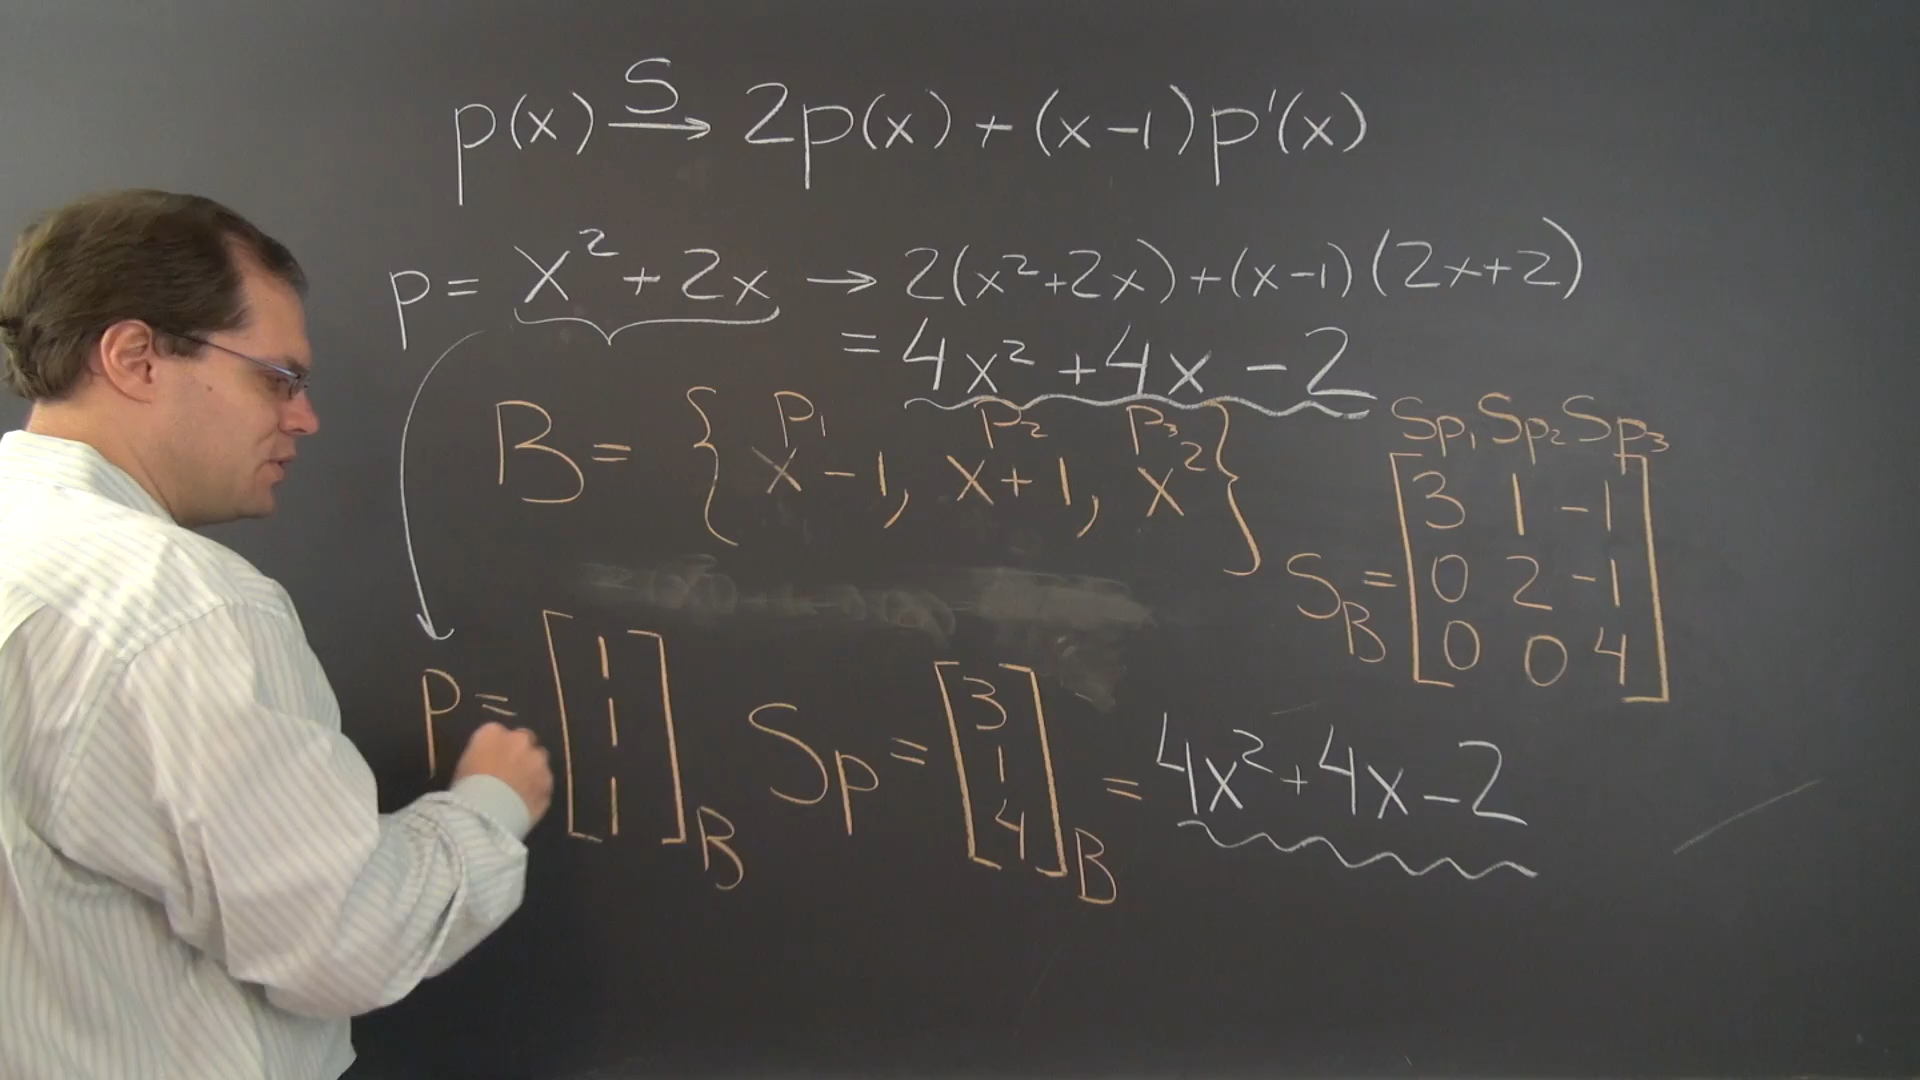 p(x) S→ 2p(x) + (x-1)p'(x)
p = x² + 2x → 2(x²+2x) + (x-1)(2x+2)
= 4x² + 4x - 2
p₁ p₂ p₃
B = { x-1, x+1, x² }
Sp₁ Sp₂ Sp₃
S_B = [3 1 -1
0 2 -1
0 0 4]
p = [1
1
1]_B
Sp = [3
1
4]_B = 4x² + 4x - 2